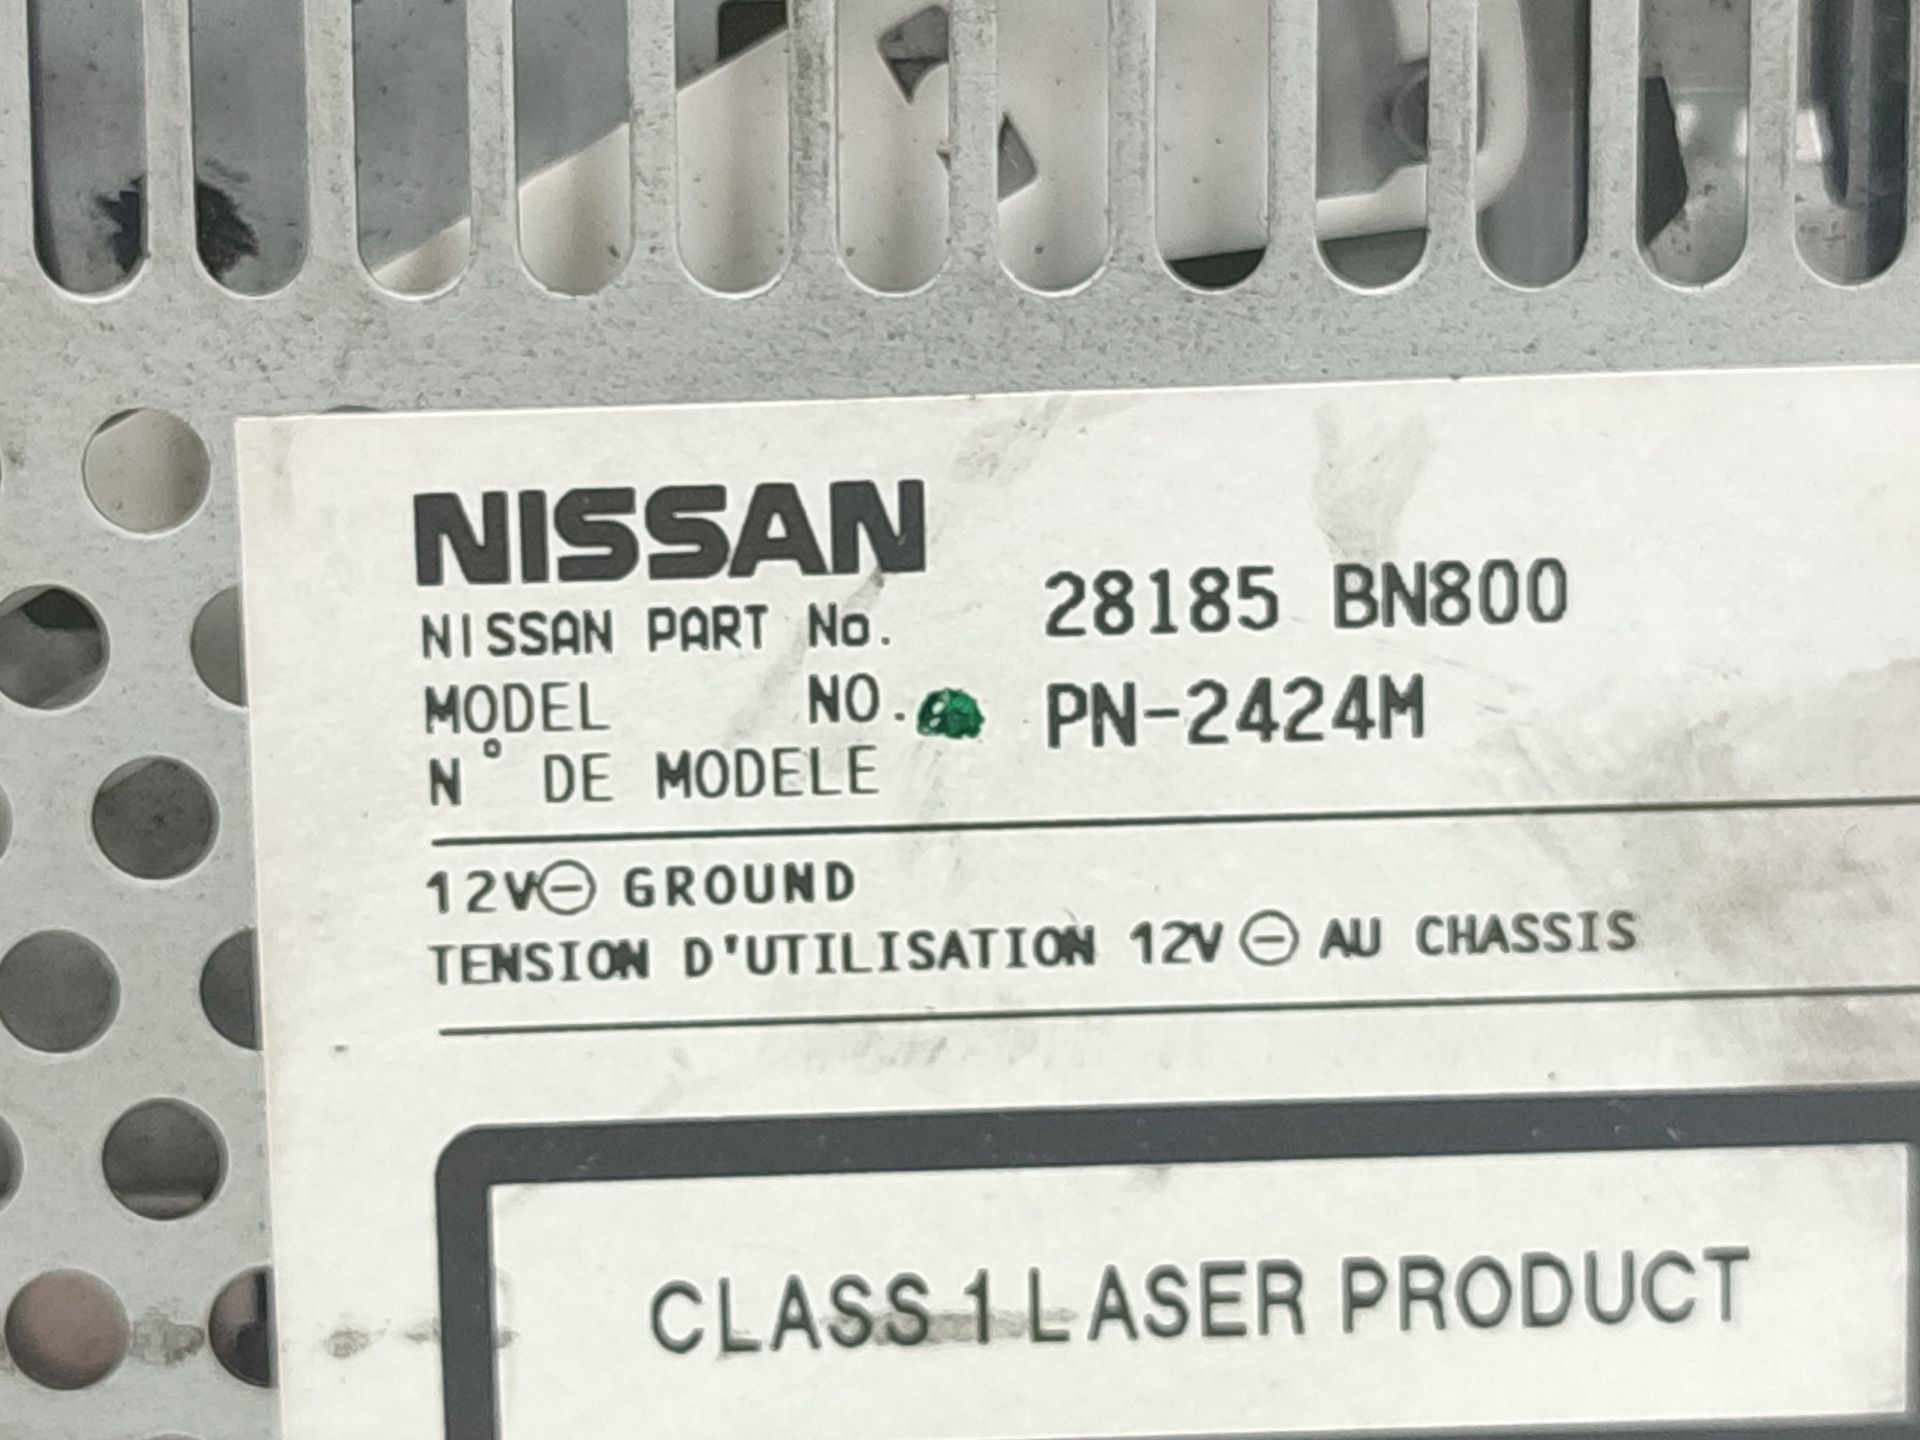 NISSAN
NISSAN PART No. 28185 BN800
MODEL NO. PN-2424M
N° DE MODELE
12V⊖ GROUND
TENSION D'UTILISATION 12V ⊖ AU CHASSIS
CLASS 1 LASER PRODUCT